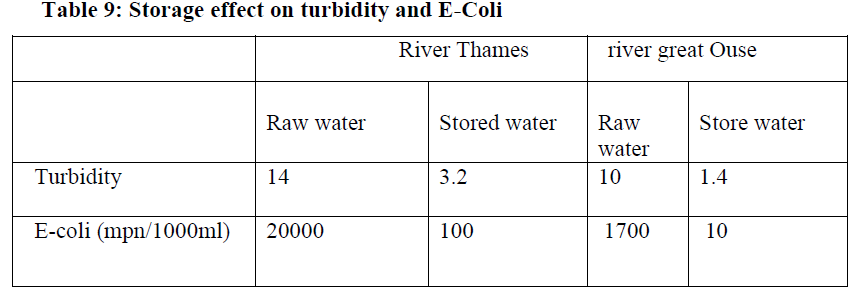 Table 9: Storage effect on turbidity and E-Coli
River Thames river great Ouse
Raw water Stored water Raw water Store water
Turbidity 14 3.2 10 1.4
E-coli (mpn/1000ml) 20000 100 1700 10